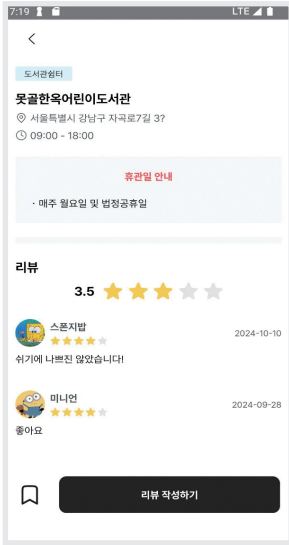 7:19 LTE
도서관쉼터
못골한옥어린이도서관
서울특별시 강남구 자곡로7길 3?
09:00 - 18:00
휴관일 안내
· 매주 월요일 및 법정공휴일
리뷰
3.5
스폰지밥
2024-10-10
쉬기에 나쁘진 않았습니다!
미니언
2024-09-28
좋아요
리뷰 작성하기